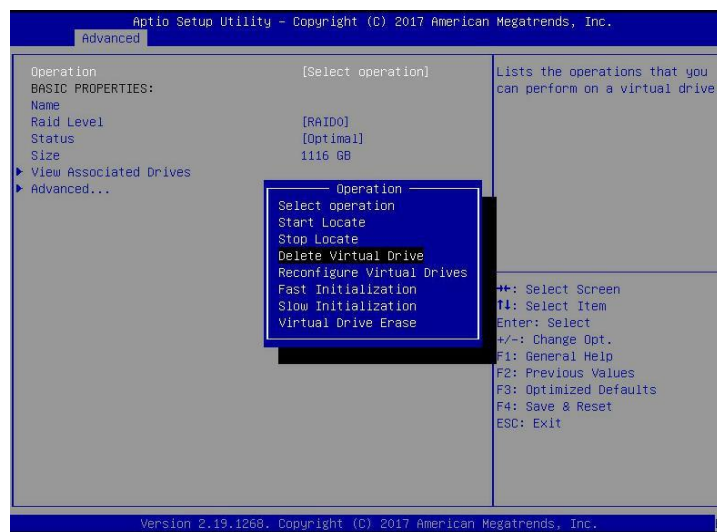 Aptio Setup Utility – Copyright (C) 2017 American Megatrends, Inc.
Advanced
Operation [Select operation]
BASIC PROPERTIES:
Name
Raid Level [RAID0]
Status [Optimal]
Size 1116 GB
View Associated Drives
Advanced...
Lists the operations that you
can perform on a virtual drive
Operation
Select operation
Start Locate
Stop Locate
Delete Virtual Drive
Reconfigure Virtual Drives
Fast Initialization
Slow Initialization
Virtual Drive Erase
→←: Select Screen
↑↓: Select Item
Enter: Select
+/-: Change Opt.
F1: General Help
F2: Previous Values
F3: Optimized Defaults
F4: Save & Reset
ESC: Exit
Version 2.19.1268. Copyright (C) 2017 American Megatrends, Inc.